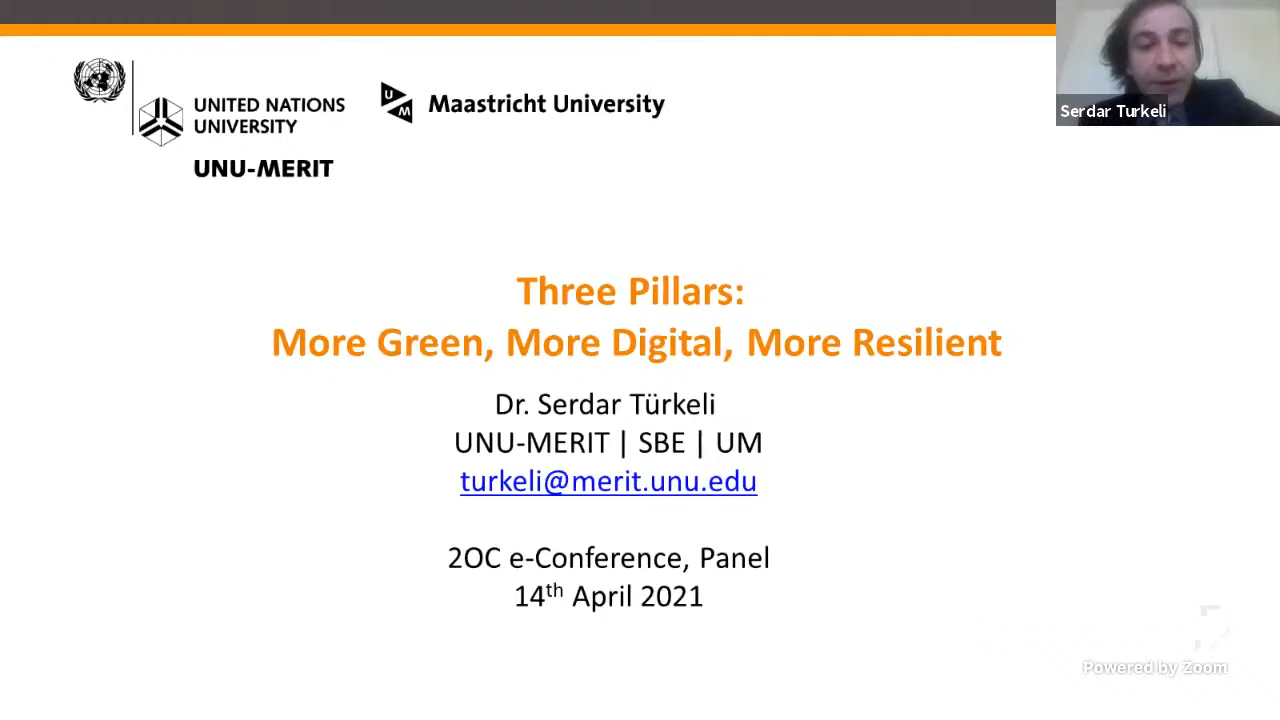 UNITED NATIONS
UNIVERSITY
UNU-MERIT
U
M
Maastricht University
Serdar Turkeli
Three Pillars:
More Green, More Digital, More Resilient
Dr. Serdar Türkeli
UNU-MERIT | SBE | UM
turkeli@merit.unu.edu
2OC e-Conference, Panel
14th April 2021
Powered by Zoom